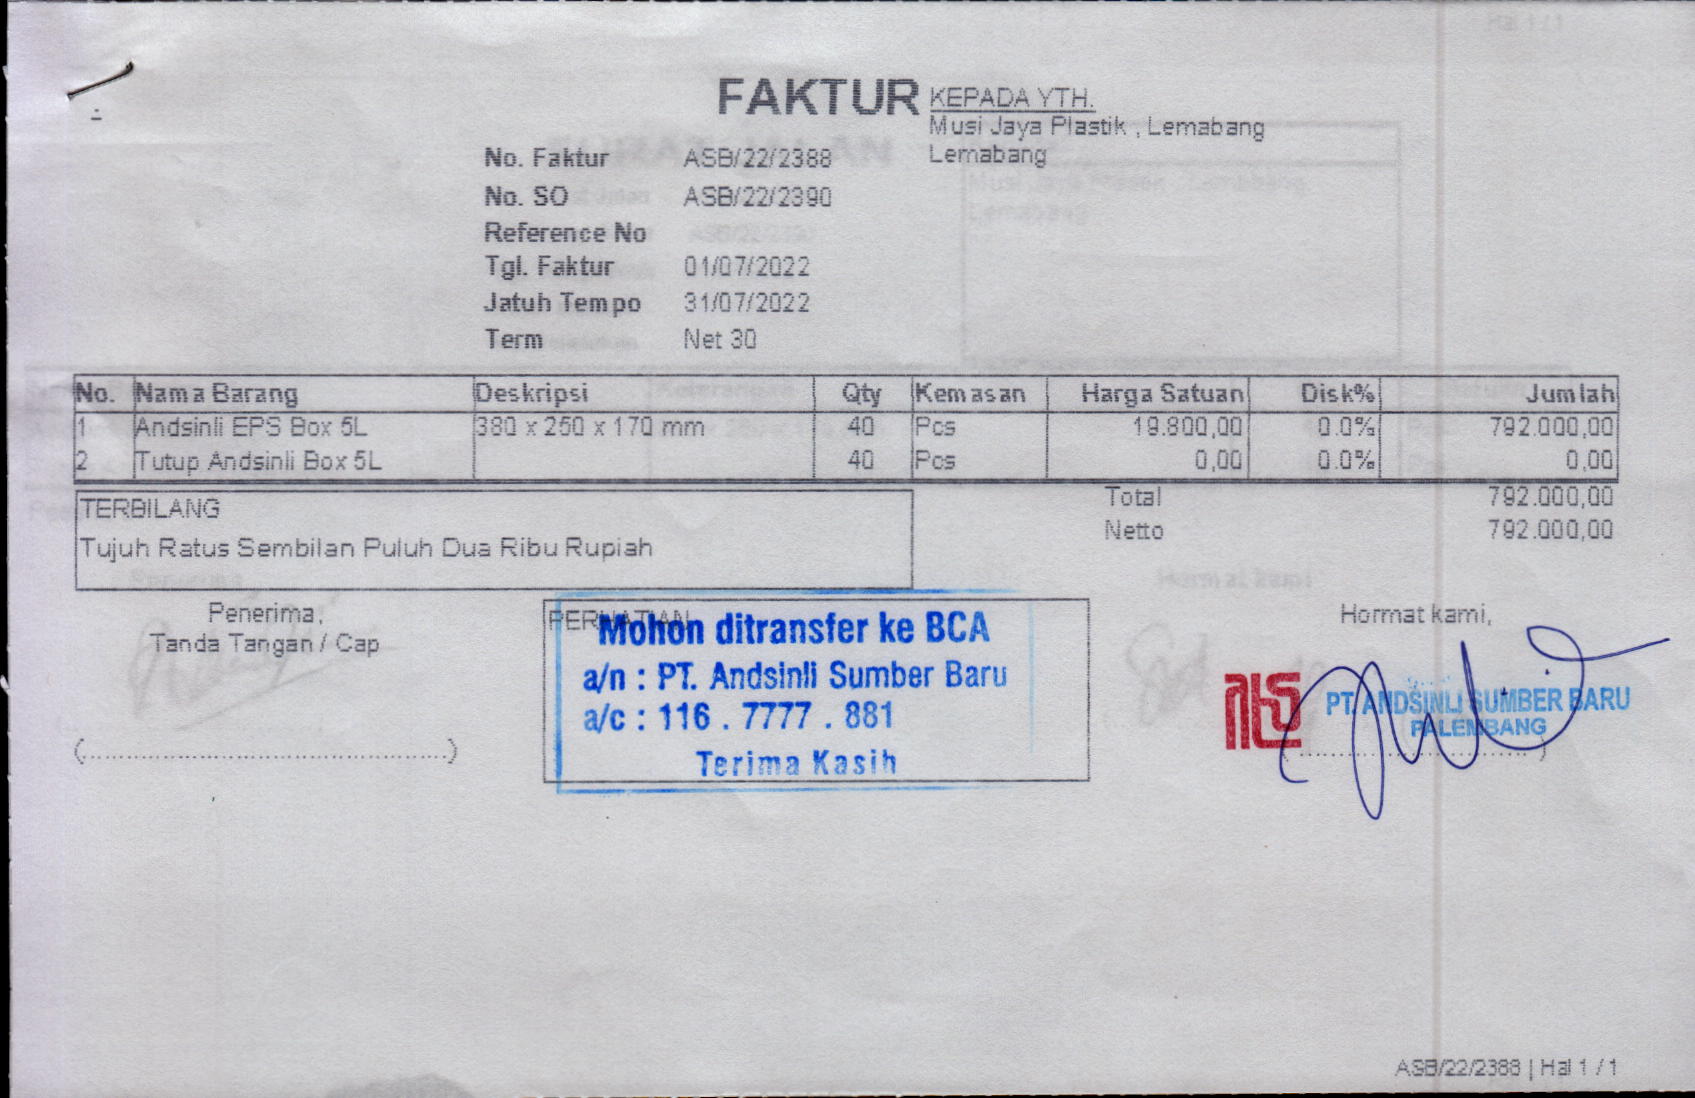 FAKTUR
KEPADA YTH.
Musi Jaya Plastik , Lemabang
Lemabang
No. Faktur ASB/22/2388
No. SO ASB/22/2390
Reference No
Tgl. Faktur 01/07/2022
Jatuh Tempo 31/07/2022
Term Net 30
No. Nama Barang Deskripsi Qty Kemasan Harga Satuan Disk% Jumlah
1 Andsinli EPS Box 5L 380 x 250 x 170 mm 40 Pcs 19.800,00 0.0% 792.000,00
2 Tutup Andsinli Box 5L 40 Pcs 0,00 0.0% 0,00
Total 792.000,00
Netto 792.000,00
TERBILANG
Tujuh Ratus Sembilan Puluh Dua Ribu Rupiah
Penerima,
Tanda Tangan / Cap
(..............................................)
PERHATIAN
Mohon ditransfer ke BCA
a/n : PT. Andsinli Sumber Baru
a/c : 116 . 7777 . 881
Terima Kasih
Hormat kami,
PT. ANDSINLI SUMBER BARU
PALEMBANG
ASB/22/2388 | Hal 1 / 1